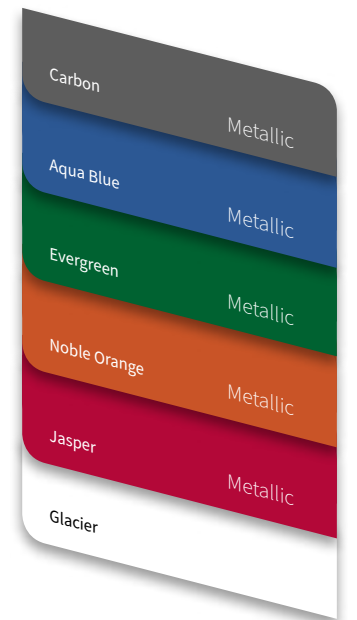 Carbon
Metallic
Aqua Blue
Metallic
Evergreen
Metallic
Noble Orange
Metallic
Jasper
Metallic
Glacier